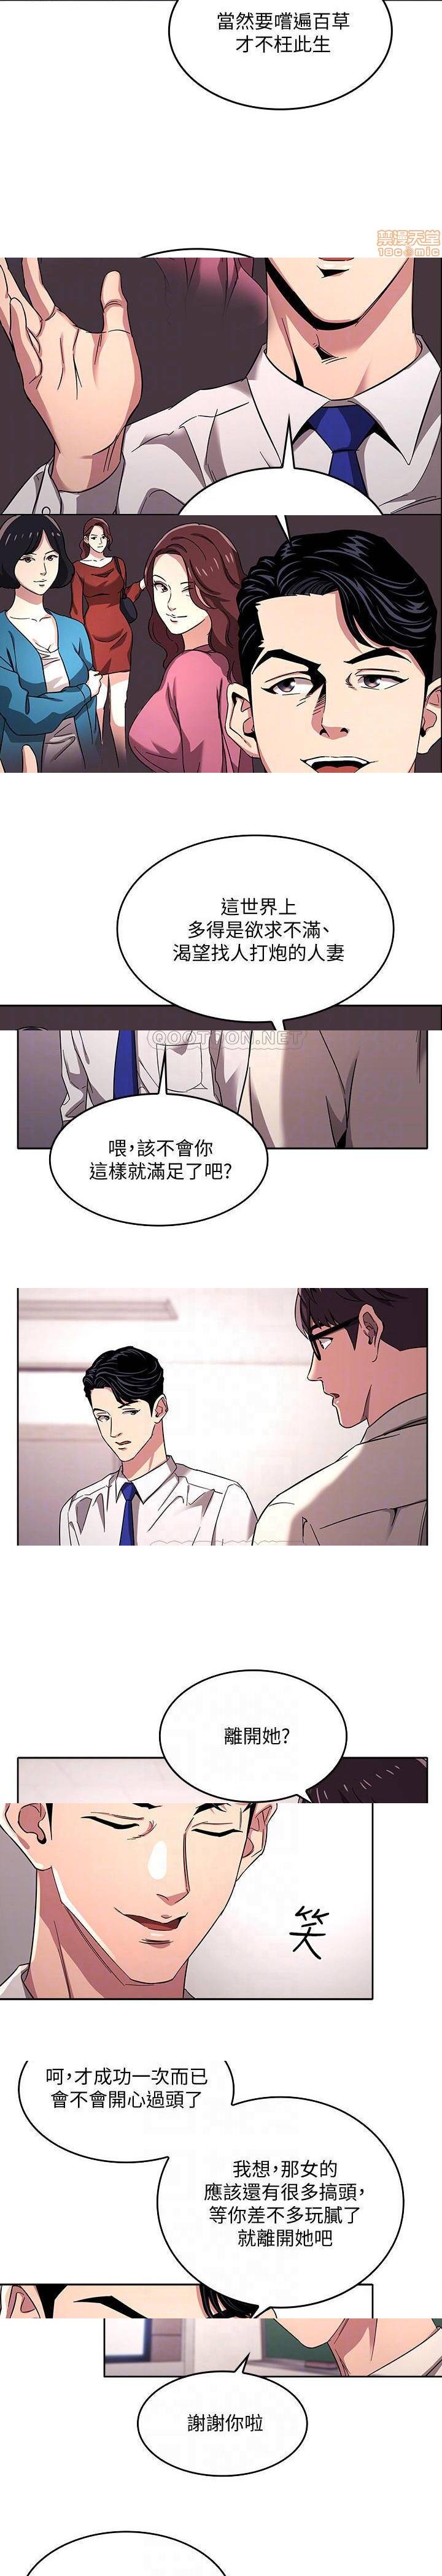 當然要嚐遍百草
才不枉此生
禁漫天堂
18comic
這世界上
多得是欲求不滿、
渴望找人打炮的人妻
QOOTOON.NET
喂,該不會你
這樣就滿足了吧?
離開她?
笑
呵,才成功一次而已
會不會開心過頭了
我想,那女的
應該還有很多搞頭,
等你差不多玩膩了
就離開她吧
謝謝你啦